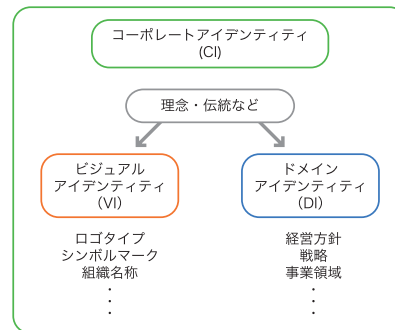 コーポレートアイデンティティ
(CI)
理念・伝統など
ビジュアル
アイデンティティ
（VI）
ドメイン
アイデンティティ
（DI）
ロゴタイプ
シンボルマーク
組織名称
・
・
・
経営方針
戦略
事業領域
・
・
・